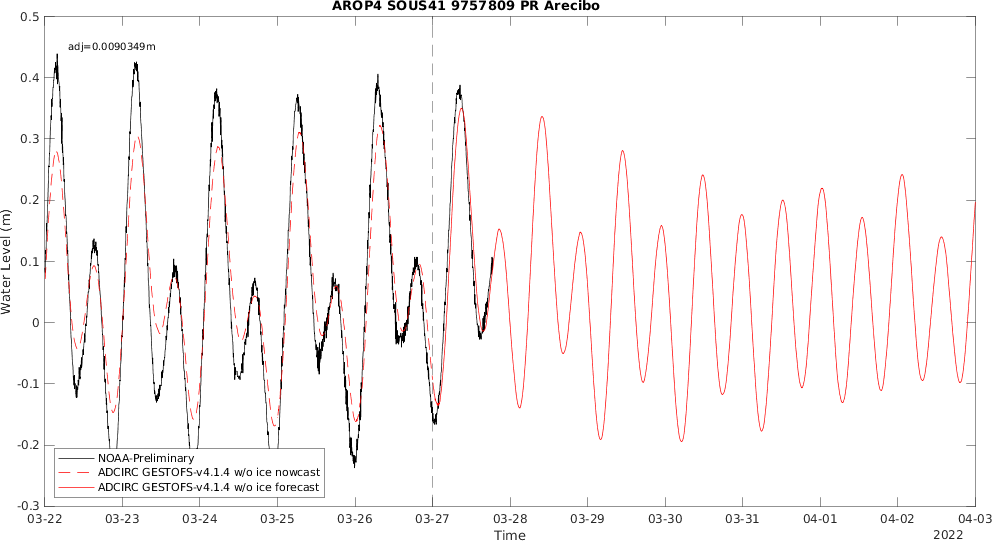 AROP4 SOUS41 9757809 PR Arecibo
adj=0.0090349m
0.5
0.4
0.3
0.2
0.1
0
-0.1
-0.2
-0.3
Water Level (m)
NOAA-Preliminary
ADCIRC GESTOFS-v4.1.4 w/o ice nowcast
ADCIRC GESTOFS-v4.1.4 w/o ice forecast
03-22 03-23 03-24 03-25 03-26 03-27 03-28 03-29 03-30 03-31 04-01 04-02 04-03
Time
2022